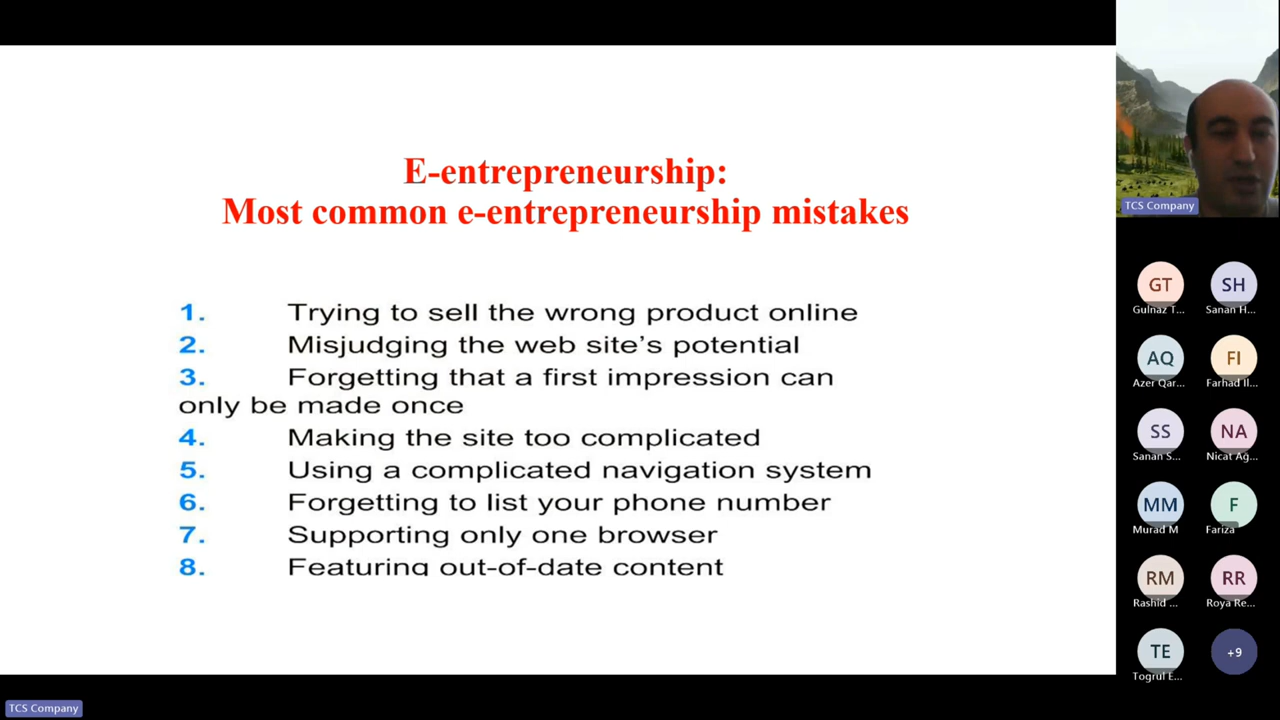 E-entrepreneurship:
Most common e-entrepreneurship mistakes
1. Trying to sell the wrong product online
2. Misjudging the web site's potential
3. Forgetting that a first impression can
only be made once
4. Making the site too complicated
5. Using a complicated navigation system
6. Forgetting to list your phone number
7. Supporting only one browser
8. Featuring out-of-date content
TCS Company
GT SH
Gulnaz T... Sanan H...
AQ FI
Azer Qar... Farhad Il...
SS NA
Sanan S... Nicat Ag...
MM F
Murad M Fariza
RM RR
Rashid ... Roya Re...
TE +9
Togrul E...
TCS Company